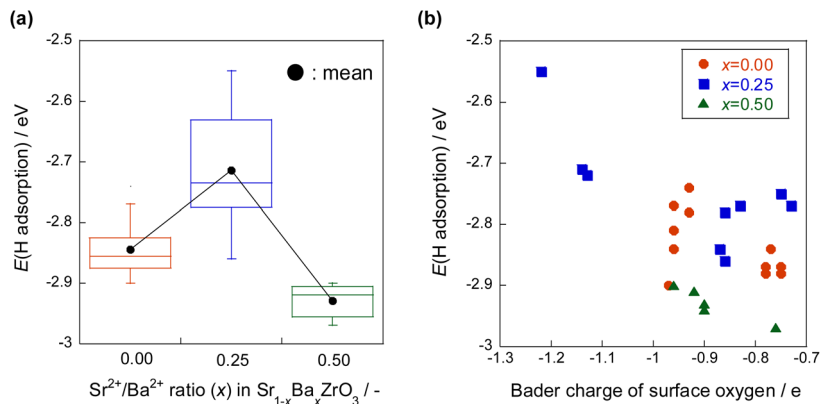 (a)
-2.5
-2.6
-2.7
-2.8
-2.9
-3
E(H adsorption) / eV
: mean
0.00
0.25
0.50
Sr²⁺/Ba²⁺ ratio (x) in Sr₁₋ₓBaₓZrO₃ / -
(b)
-2.5
-2.6
-2.7
-2.8
-2.9
-3
E(H adsorption) / eV
x=0.00
x=0.25
x=0.50
-1.3
-1.2
-1.1
-1
-0.9
-0.8
-0.7
Bader charge of surface oxygen / e